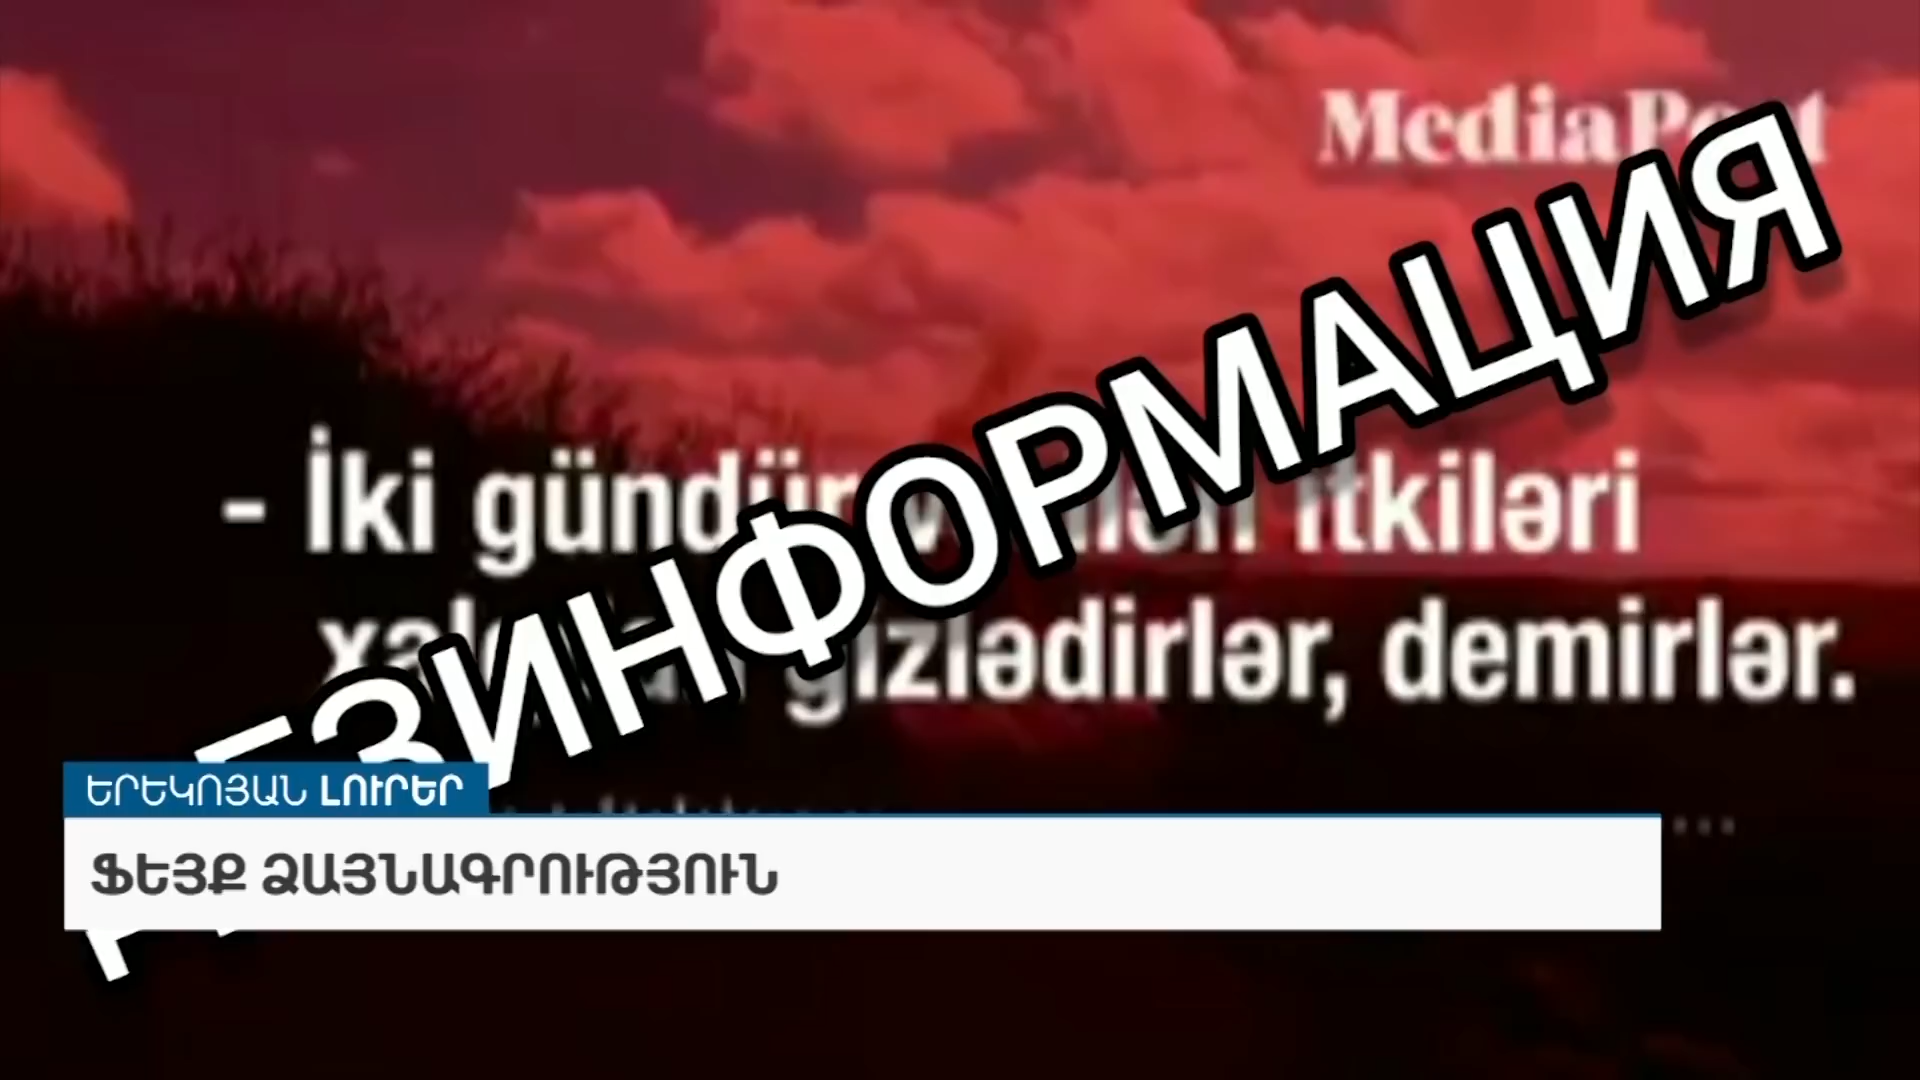 MediaPost
ДЕЗИНФОРМАЦИЯ
- İki gündür itkiləri
gizlədirlər, demirlər.
ԵՐԵԿՈՅԱՆ ԼՈՒՐԵՐ
ՖԵՅՔ ՁԱՅՆԱԳՐՈՒԹՅՈՒՆ